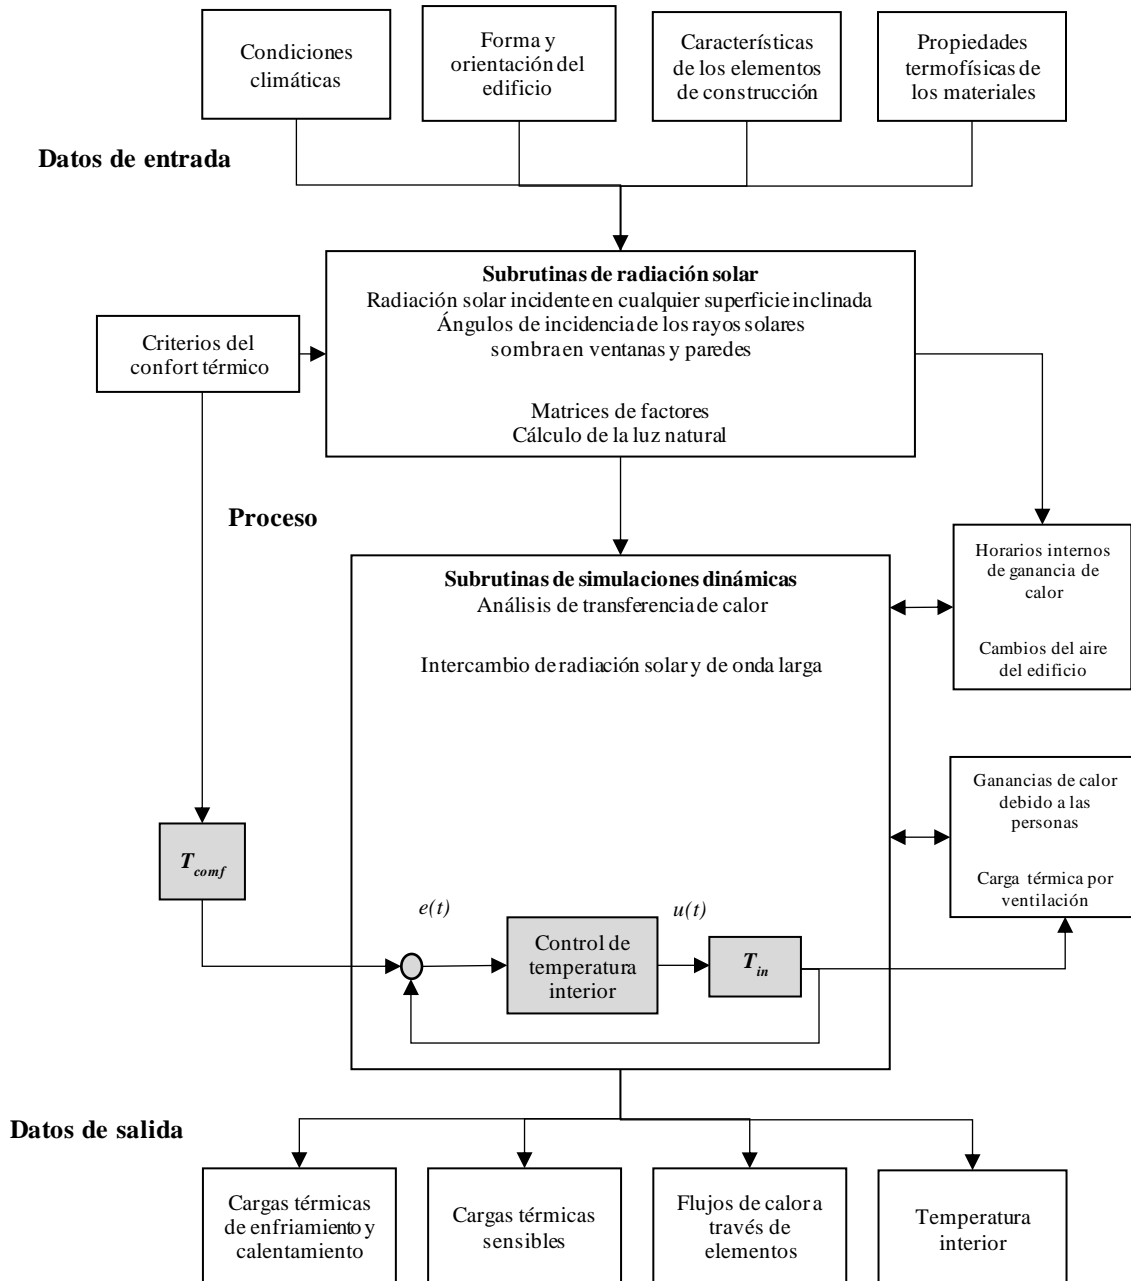 Condiciones
climáticas
Forma y
orientación del
edificio
Características
de los elementos
de construcción
Propiedades
termofísicas de
los materiales
Datos de entrada
Subrutinas de radiación solar
Radiación solar incidente en cualquier superficie inclinada
Ángulos de incidencia de los rayos solares
sombra en ventanas y paredes
Matrices de factores
Cálculo de la luz natural
Criterios del
confort térmico
Proceso
Subrutinas de simulaciones dinámicas
Análisis de transferencia de calor
Intercambio de radiación solar y de onda larga
Horarios internos
de ganancia de
calor
Cambios del aire
del edificio
Ganancias de calor
debido a las
personas
Carga térmica por
ventilación
T comf
e(t)
Control de
temperatura
interior
u(t)
T in
Datos de salida
Cargas térmicas
de enfriamiento y
calentamiento
Cargas térmicas
sensibles
Flujos de calor a
través de
elementos
Temperatura
interior